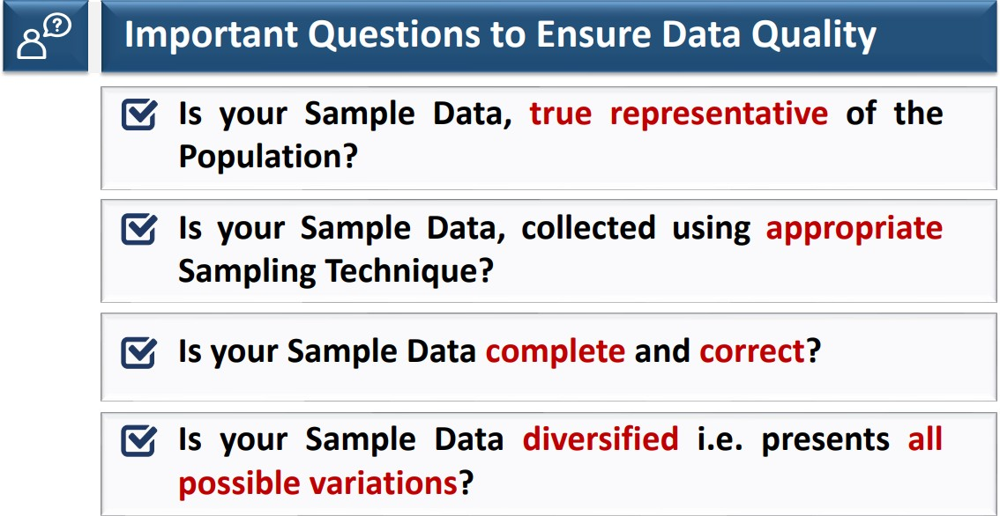 Important Questions to Ensure Data Quality
Is your Sample Data, true representative of the
Population?
Is your Sample Data, collected using appropriate
Sampling Technique?
Is your Sample Data complete and correct?
Is your Sample Data diversified i.e. presents all
possible variations?